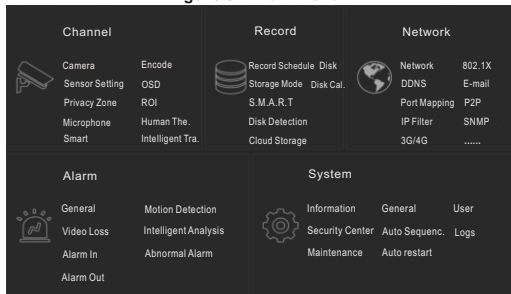 Channel
Camera Encode
Sensor Setting OSD
Privacy Zone ROI
Microphone Human The.
Smart Intelligent Tra.
Record
Record Schedule Disk
Storage Mode Disk Cal.
S.M.A.R.T
Disk Detection
Cloud Storage
Network
Network 802.1X
DDNS E-mail
Port Mapping P2P
IP Filter SNMP
3G/4G ......
Alarm
General Motion Detection
Video Loss Intelligent Analysis
Alarm In Abnormal Alarm
Alarm Out
System
Information General User
Security Center Auto Sequenc. Logs
Maintenance Auto restart